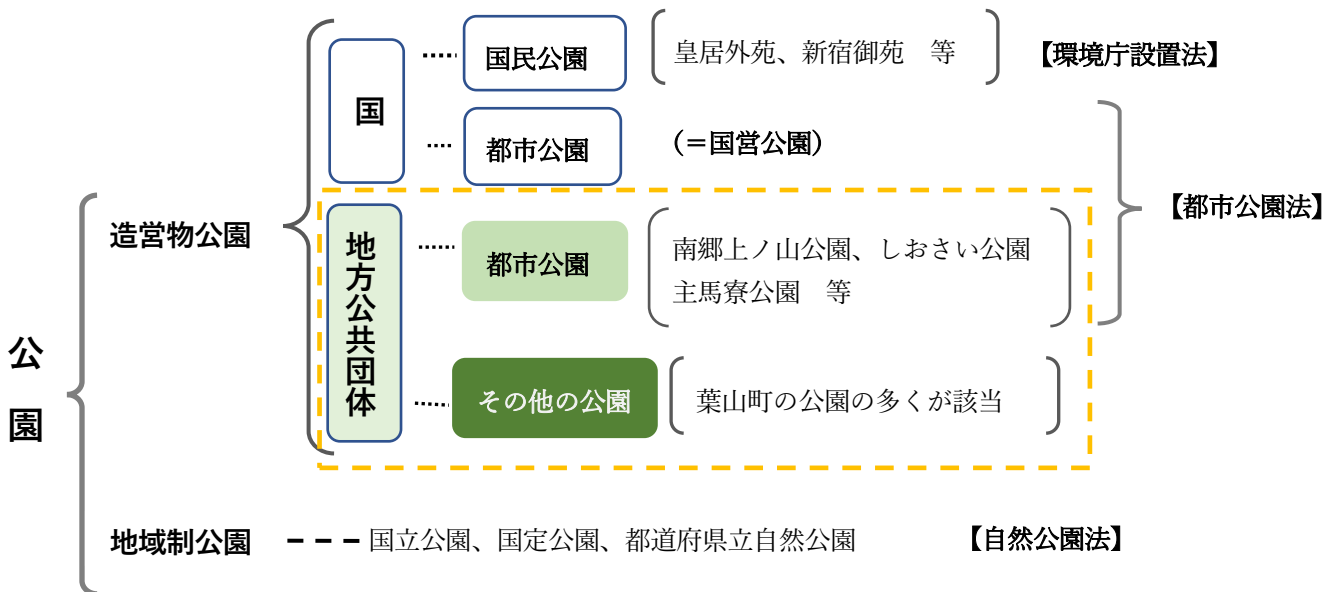 公園
造営物公園
国
国民公園
皇居外苑、新宿御苑　等
【環境庁設置法】
都市公園
（＝国営公園）
【都市公園法】
地方公共団体
都市公園
南郷上ノ山公園、しおさい公園
主馬寮公園　等
その他の公園
葉山町の公園の多くが該当
地域制公園
国立公園、国定公園、都道府県立自然公園
【自然公園法】